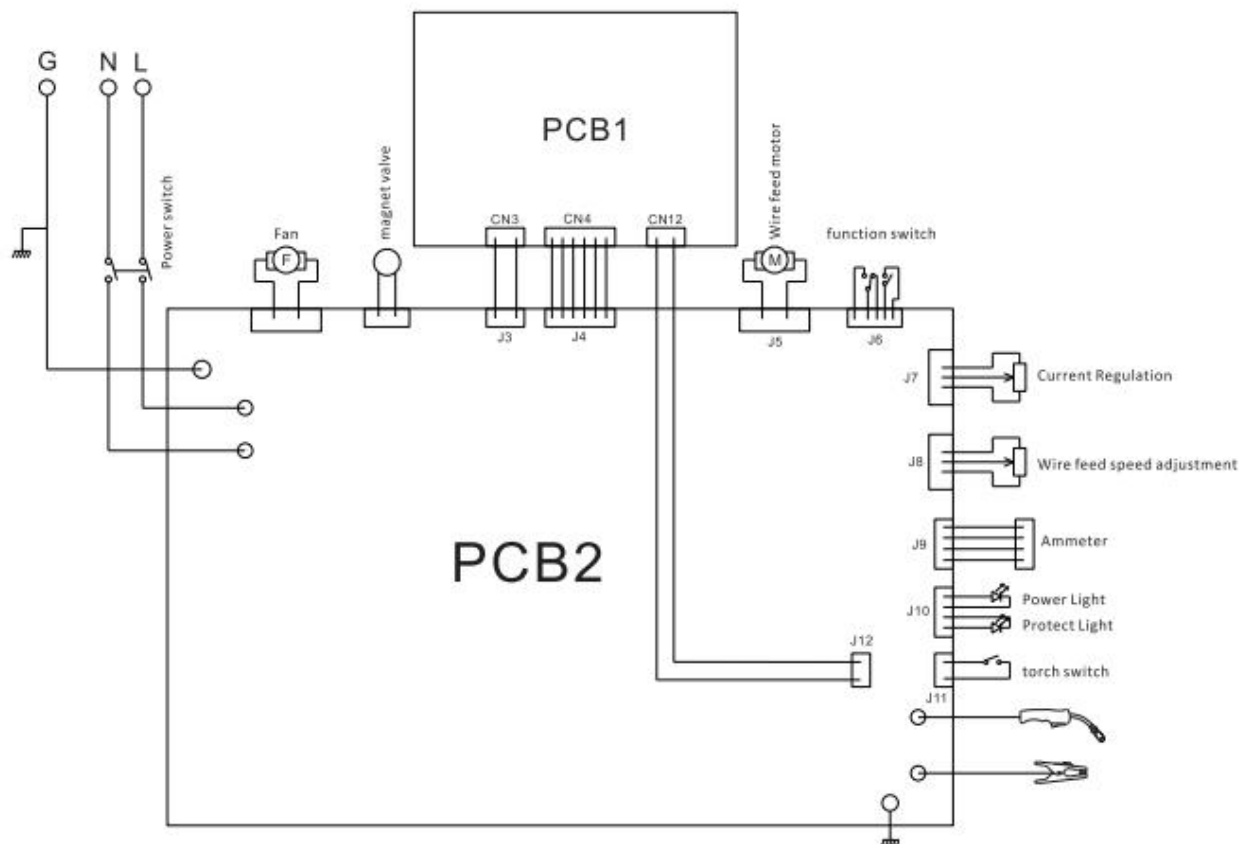 G
N
L
PCB1
Power switch
Fan
F
magnet valve
CN3
CN4
CN12
Wire feed motor
M
function switch
J3
J4
J5
J6
J7
Current Regulation
J8
Wire feed speed adjustment
J9
Ammeter
PCB2
J10
Power Light
Protect Light
J12
torch switch
J11